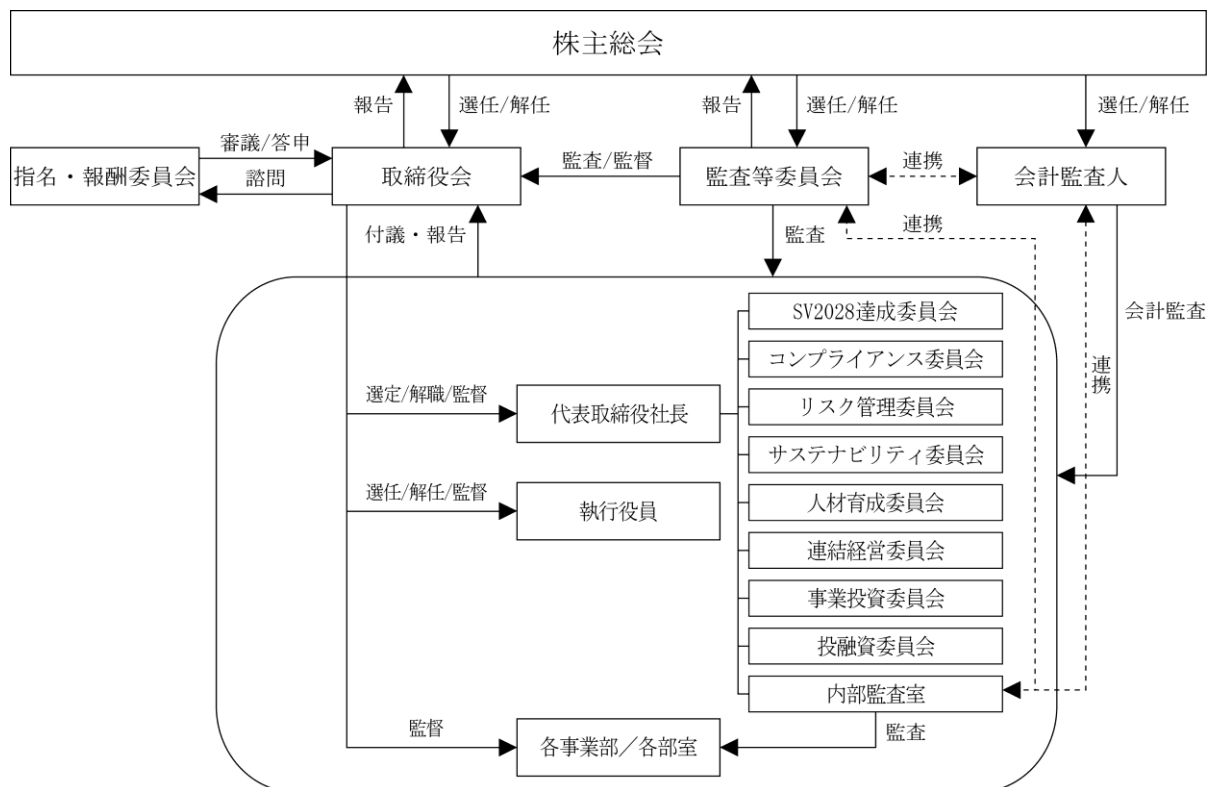 株主総会
報告
選任/解任
報告
選任/解任
選任/解任
指名・報酬委員会
審議/答申
諮問
取締役会
監査/監督
監査等委員会
連携
会計監査人
付議・報告
監査
連携
会計監査
連携
SV2028達成委員会
コンプライアンス委員会
選定/解職/監督
代表取締役社長
リスク管理委員会
サステナビリティ委員会
選任/解任/監督
執行役員
人材育成委員会
連結経営委員会
事業投資委員会
投融資委員会
内部監査室
監督
各事業部／各部室
監査